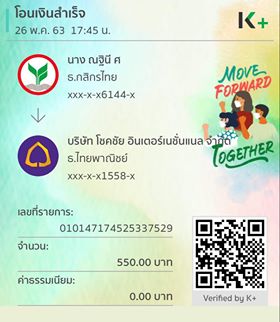 โอนเงินสำเร็จ
26 พ.ค. 63 17:45 น.
K+
นาง ณฐินี ศ
ธ.กสิกรไทย
xxx-x-x6144-x
MOVE
FORWARD
TOGETHER
บริษัท โชคชัย อินเตอร์เนชั่นแนล จำกัด
ธ.ไทยพาณิชย์
xxx-x-x1558-x
เลขที่รายการ:
010147174525337529
จำนวน:
550.00 บาท
ค่าธรรมเนียม:
0.00 บาท
Verified by K+